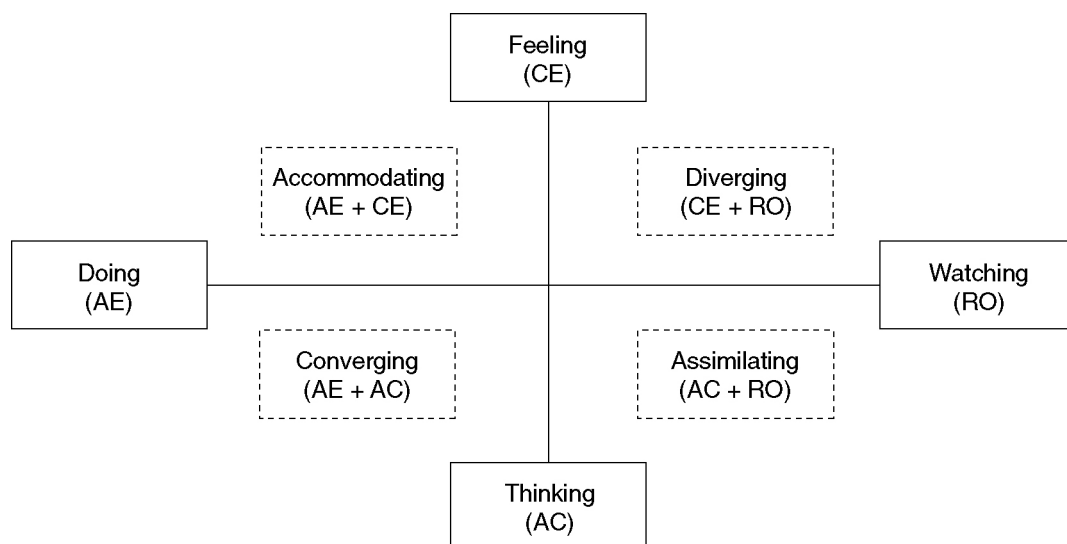 Feeling
(CE)
Accommodating
(AE + CE)
Diverging
(CE + RO)
Doing
(AE)
Watching
(RO)
Converging
(AE + AC)
Assimilating
(AC + RO)
Thinking
(AC)